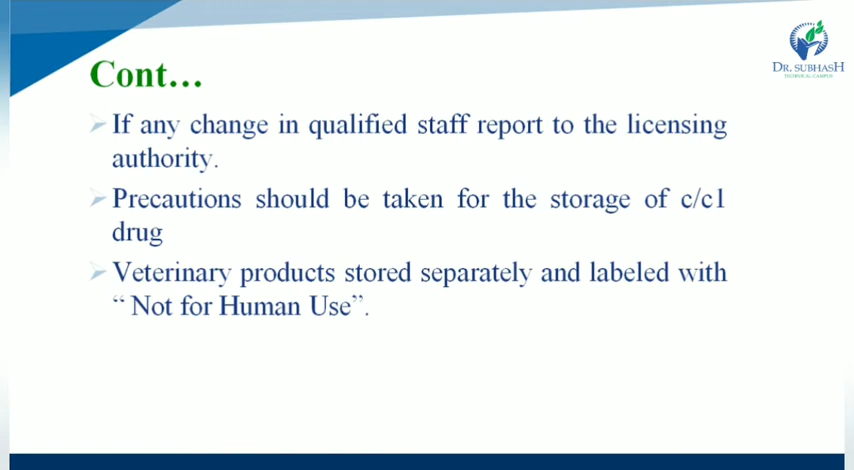 DR. SUBHASH
TECHNICAL CAMPUS
Cont...
If any change in qualified staff report to the licensing
authority.
Precautions should be taken for the storage of c/c1
drug
Veterinary products stored separately and labeled with
“ Not for Human Use”.